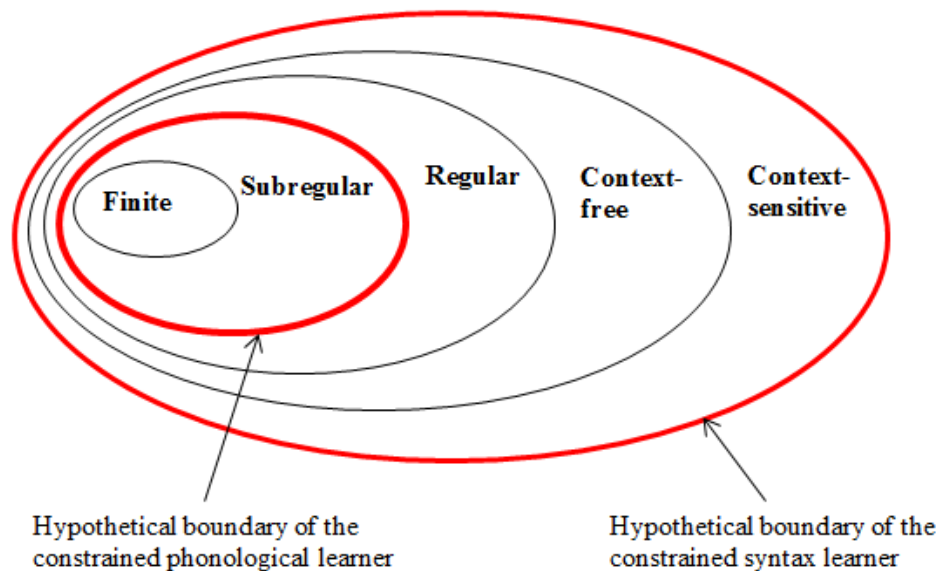 Finite
Subregular
Regular
Context-
free
Context-
sensitive
Hypothetical boundary of the
constrained phonological learner
Hypothetical boundary of the
constrained syntax learner